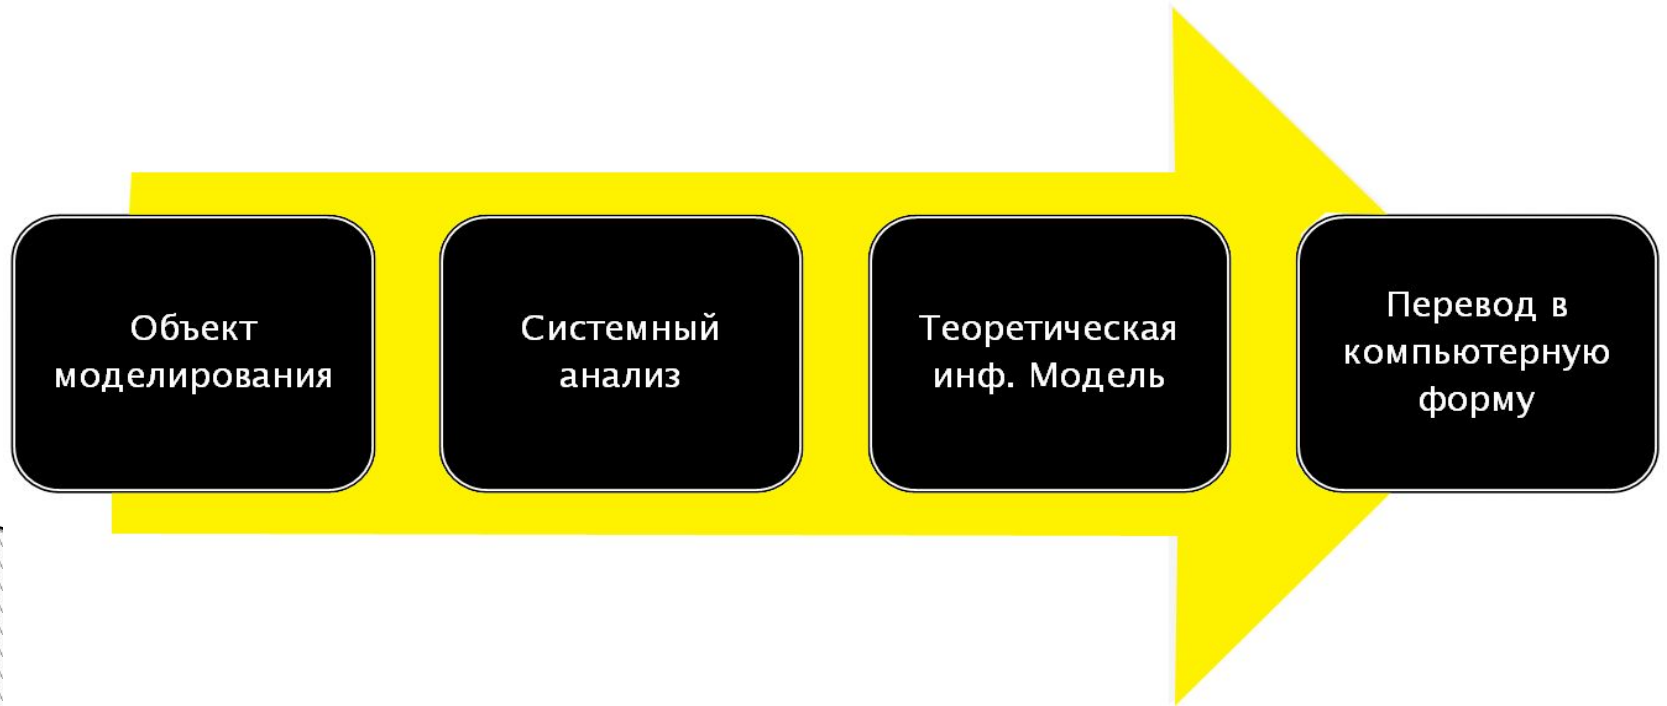 Объект
моделирования
Системный
анализ
Теоретическая
инф. Модель
Перевод в
компьютерную
форму